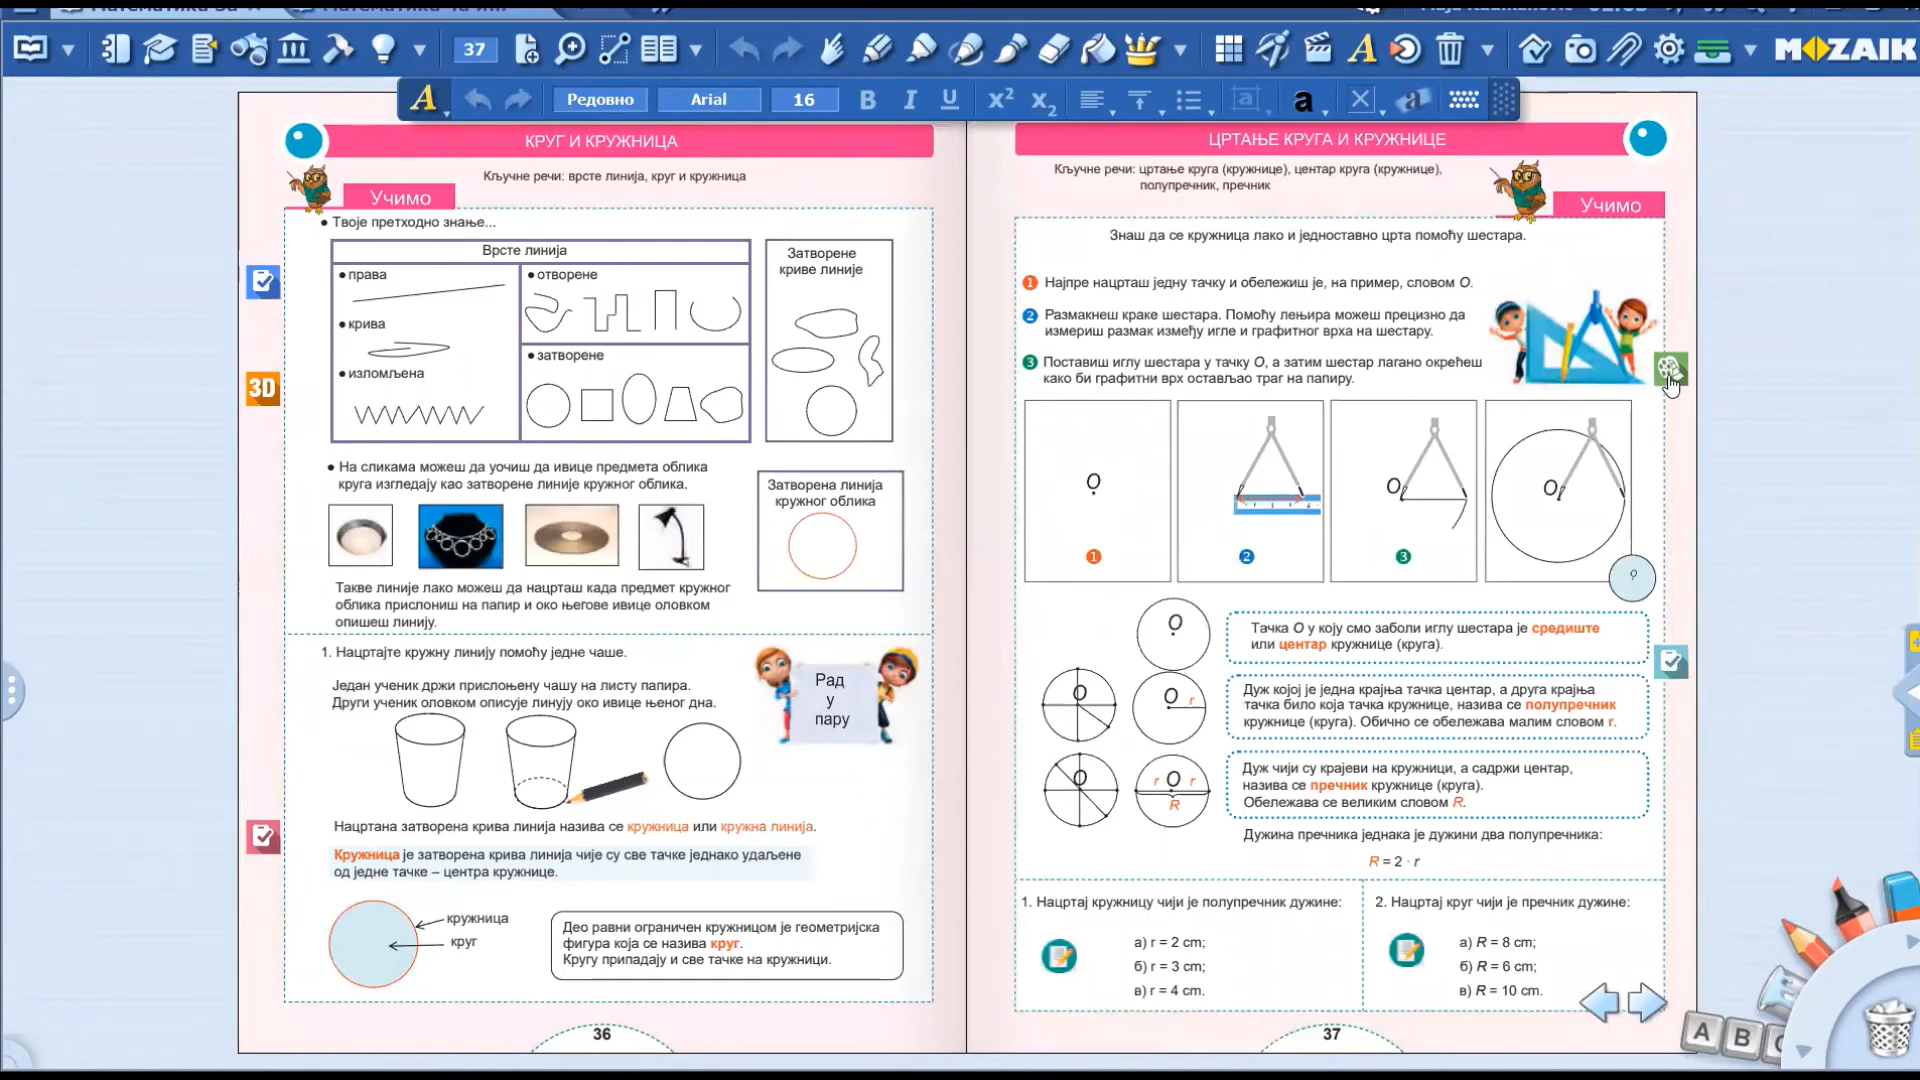 37
MOZAIK
Редовно
Arial
16
КРУГ И КРУЖНИЦА
Кључне речи: врсте линија, круг и кружница
Учимо
● Твоје претходно знање...
Врсте линија
● права
● крива
● изломљена
● отворене
● затворене
Затворене
криве линије
3D
● На сликама можеш да уочиш да ивице предмета облика
круга изгледају као затворене линије кружног облика.
Затворена линија
кружног облика
Такве линије лако можеш да нацрташ када предмет кружног
облика прислониш на папир и око његове ивице оловком
опишеш линију.
1. Нацртајте кружну линију помоћу једне чаше.
Један ученик држи прислоњену чашу на листу папира.
Други ученик оловком описује линују око ивице њеног дна.
Рад
у
пару
Нацртана затворена крива линија назива се кружница или кружна линија.
Кружница је затворена крива линија чије су све тачке једнако удаљене
од једне тачке – центра кружнице.
кружница
круг
Део равни ограничен кружницом је геометријска
фигура која се назива круг.
Кругу припадају и све тачке на кружници.
36
ЦРТАЊЕ КРУГА И КРУЖНИЦЕ
Кључне речи: цртање круга (кружнице), центар круга (кружнице),
полупречник, пречник
Учимо
Знаш да се кружница лако и једноставно црта помоћу шестара.
1 Најпре нацрташ једну тачку и обележиш је, на пример, словом O.
2 Размакнеш краке шестара. Помоћу лењира можеш прецизно да
измериш размак између игле и графитног врха на шестару.
3 Поставиш иглу шестара у тачку O, а затим шестар лагано окрећеш
како би графитни врх остављао траг на папиру.
O
O
O
1
2
3
O
Тачка O у коју смо заболи иглу шестара је средиште
или центар кружнице (круга).
O
O r
Дуж којој је једна крајња тачка центар, а друга крајња
тачка било која тачка кружнице, назива се полупречник
кружнице (круга). Обично се обележава малим словом r.
O
r O r
R
Дуж чији су крајеви на кружници, а садржи центар,
назива се пречник кружнице (круга).
Обележава се великим словом R.
Дужина пречника једнака је дужини два полупречника:
R = 2 · r
1. Нацртај кружницу чији је полупречник дужине:
а) r = 2 cm;
б) r = 3 cm;
в) r = 4 cm.
2. Нацртај круг чији је пречник дужине:
а) R = 8 cm;
б) R = 6 cm;
в) R = 10 cm.
37
A B